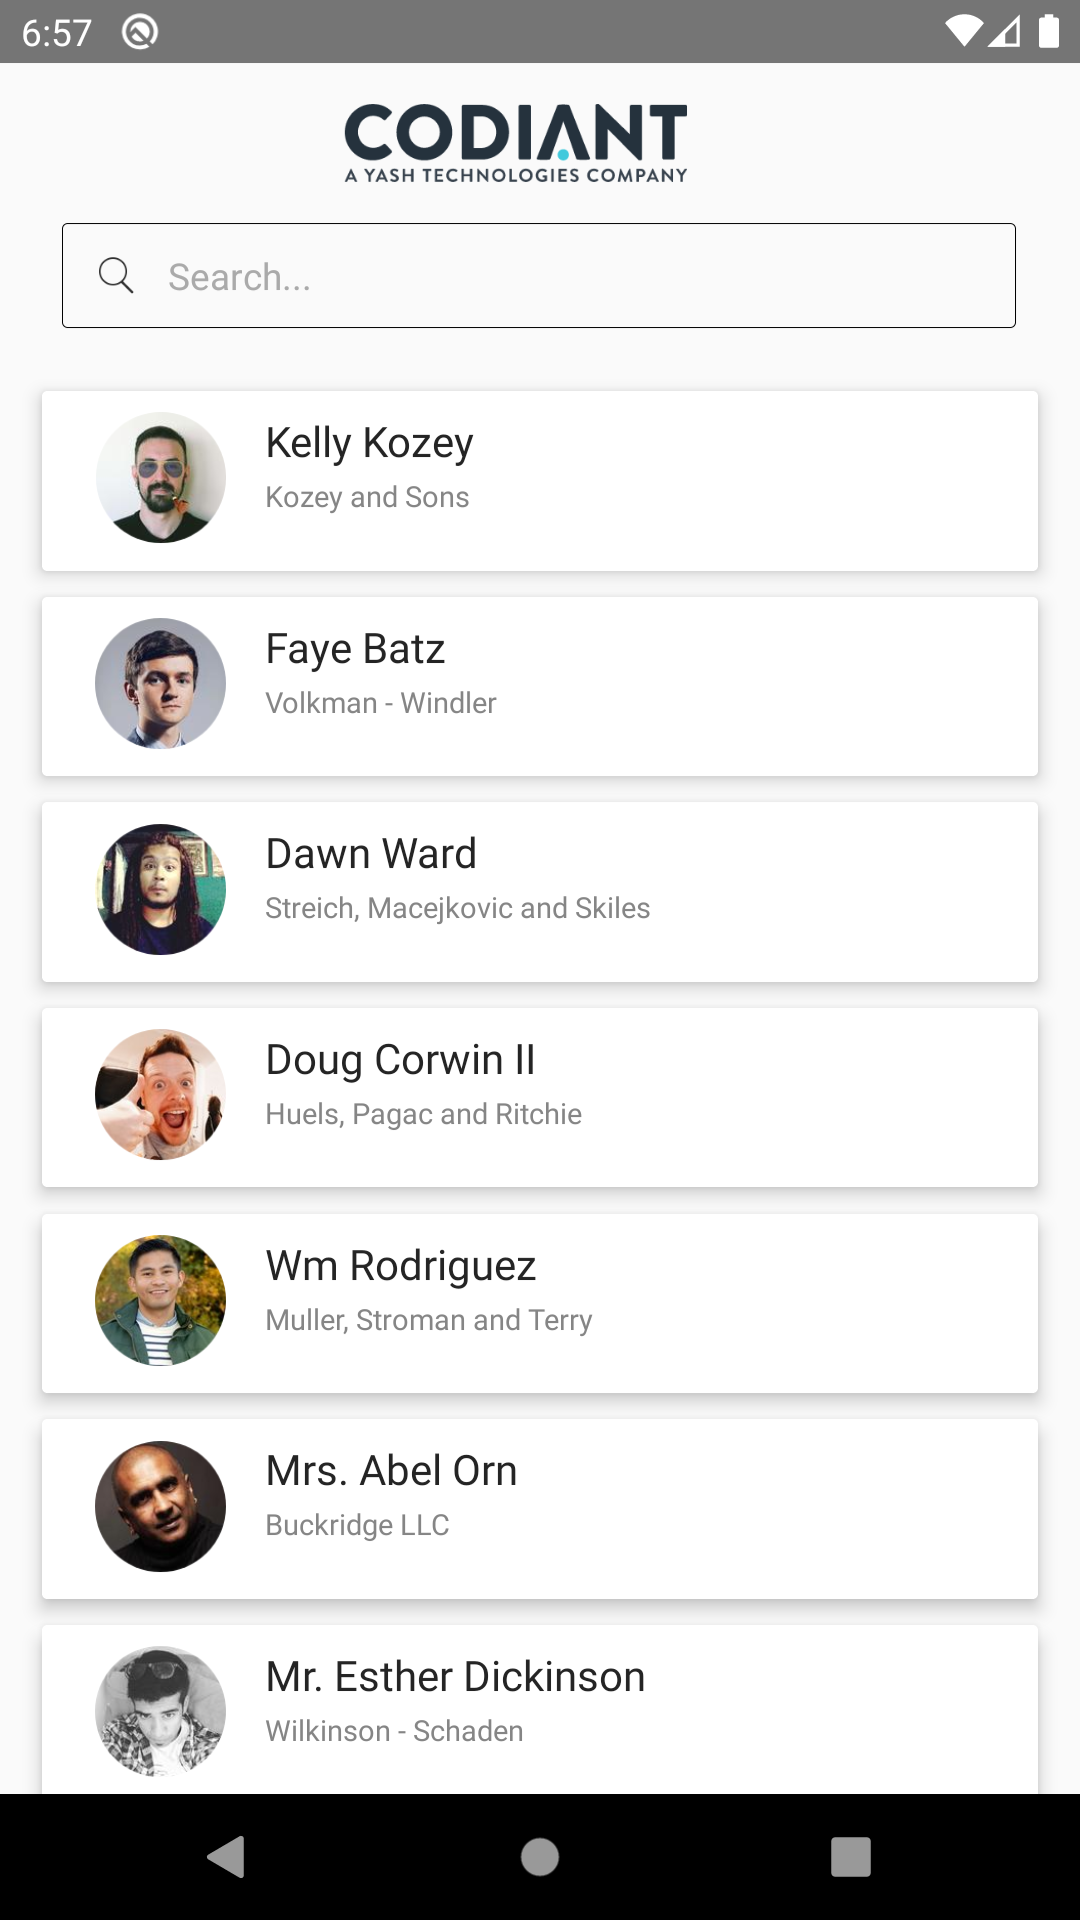 6:57
CODIANT
A YASH TECHNOLOGIES COMPANY
Search...
Kelly Kozey
Kozey and Sons
Faye Batz
Volkman - Windler
Dawn Ward
Streich, Macejkovic and Skiles
Doug Corwin II
Huels, Pagac and Ritchie
Wm Rodriguez
Muller, Stroman and Terry
Mrs. Abel Orn
Buckridge LLC
Mr. Esther Dickinson
Wilkinson - Schaden